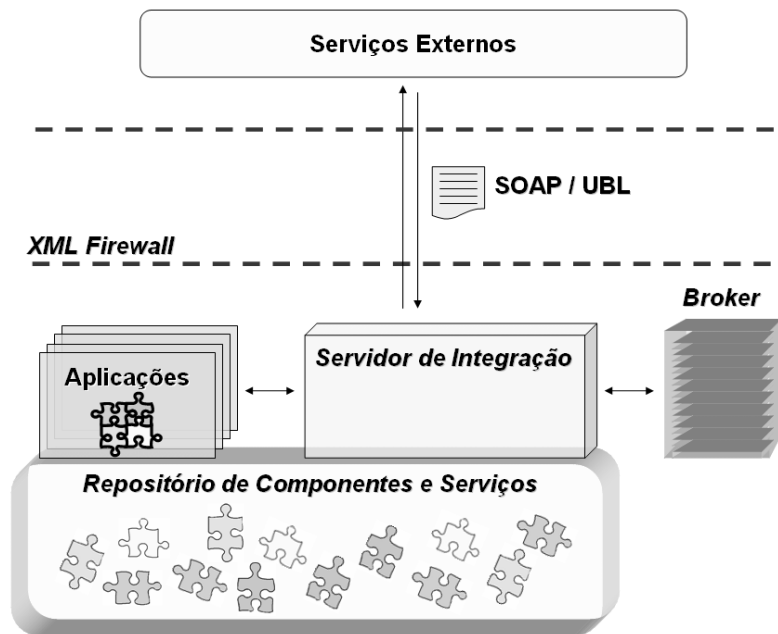 Serviços Externos
SOAP / UBL
XML Firewall
Broker
Servidor de Integração
Aplicações
Repositório de Componentes e Serviços